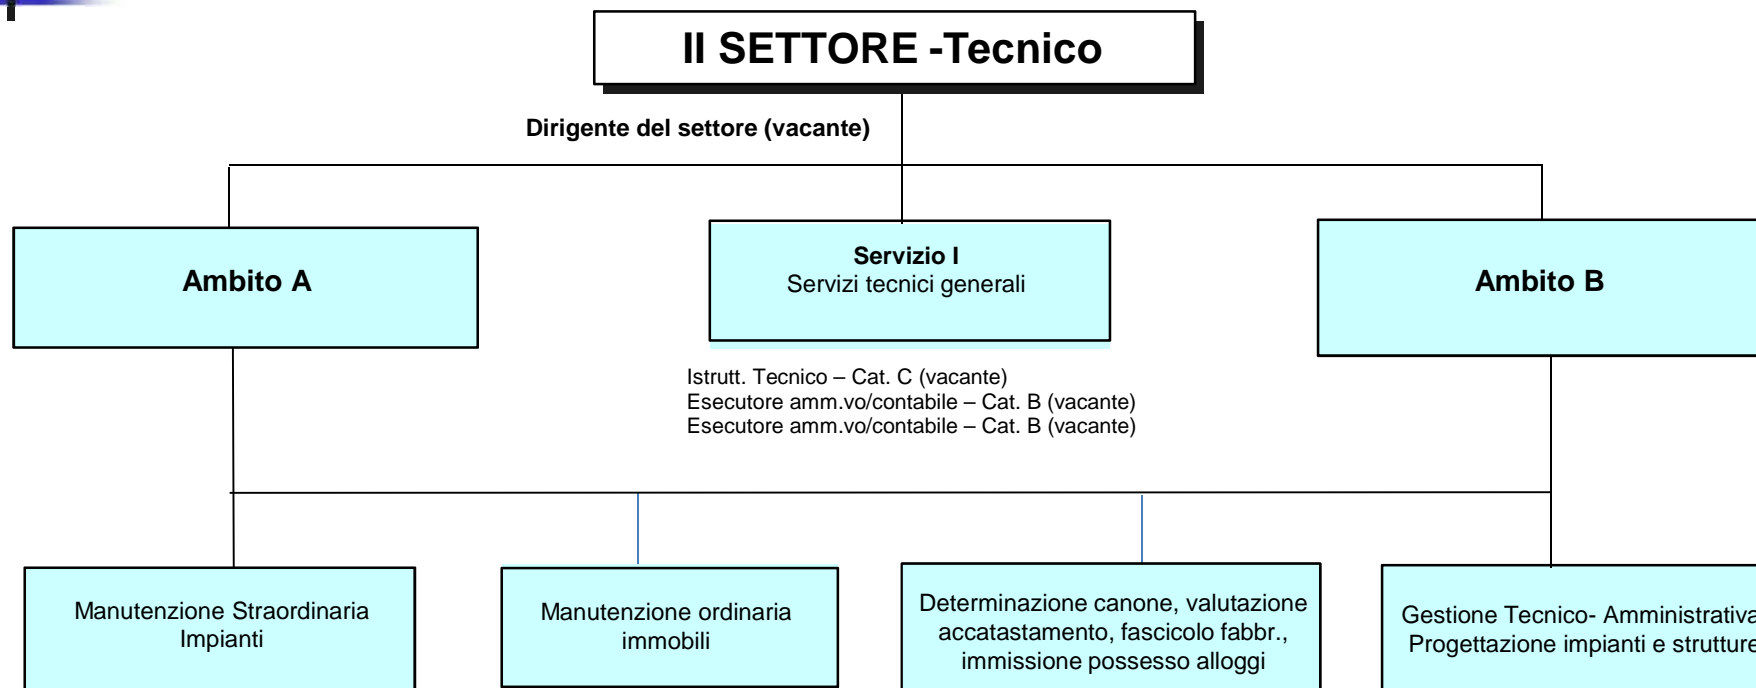 II SETTORE -Tecnico
Dirigente del settore (vacante)
Ambito A
Servizio I
Servizi tecnici generali
Ambito B
Istrutt. Tecnico – Cat. C (vacante)
Esecutore amm.vo/contabile – Cat. B (vacante)
Esecutore amm.vo/contabile – Cat. B (vacante)
Manutenzione Straordinaria
Impianti
Manutenzione ordinaria
immobili
Determinazione canone, valutazione
accatastamento, fascicolo fabbr.,
immissione possesso alloggi
Gestione Tecnico- Amministrativa
Progettazione impianti e strutture